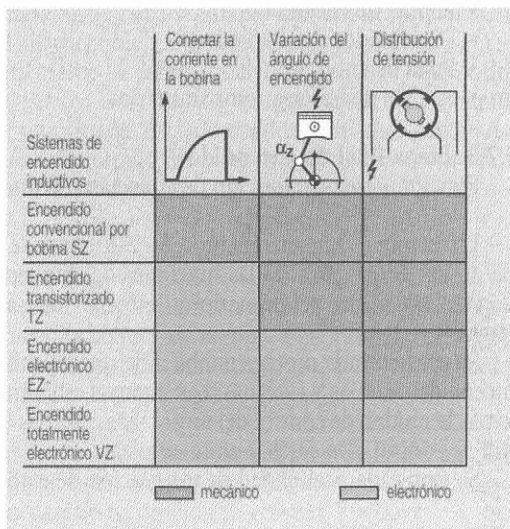 Conectar la
corriente en
la bobina
Variación del
ángulo de
encendido
Distribución
de tensión
αz
Sistemas de
encendido
inductivos
Encendido
convencional por
bobina SZ
Encendido
transistorizado
TZ
Encendido
electrónico
EZ
Encendido
totalmente
electrónico VZ
mecánico
electrónico